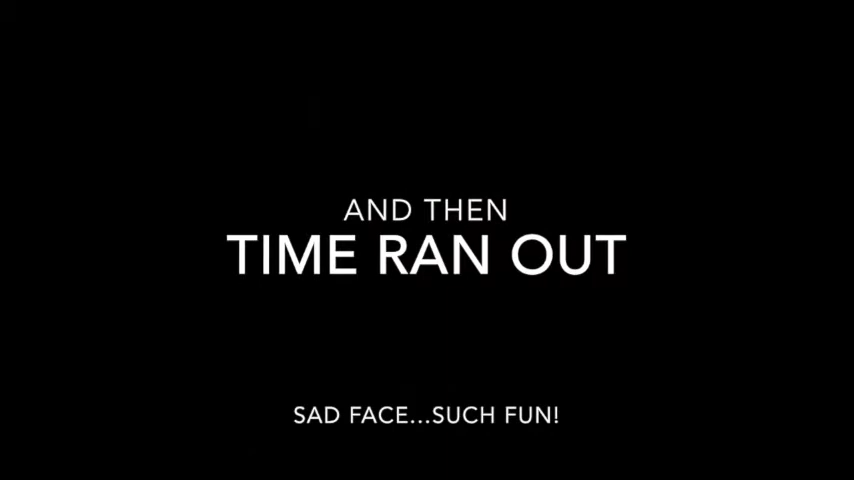 AND THEN
TIME RAN OUT
SAD FACE...SUCH FUN!